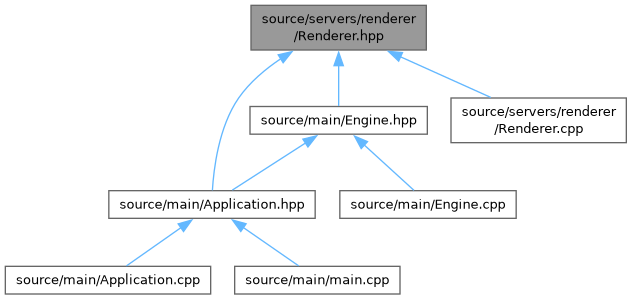 source/servers/renderer
/Renderer.hpp
source/main/Engine.hpp
source/servers/renderer
/Renderer.cpp
source/main/Application.hpp
source/main/Engine.cpp
source/main/Application.cpp
source/main/main.cpp